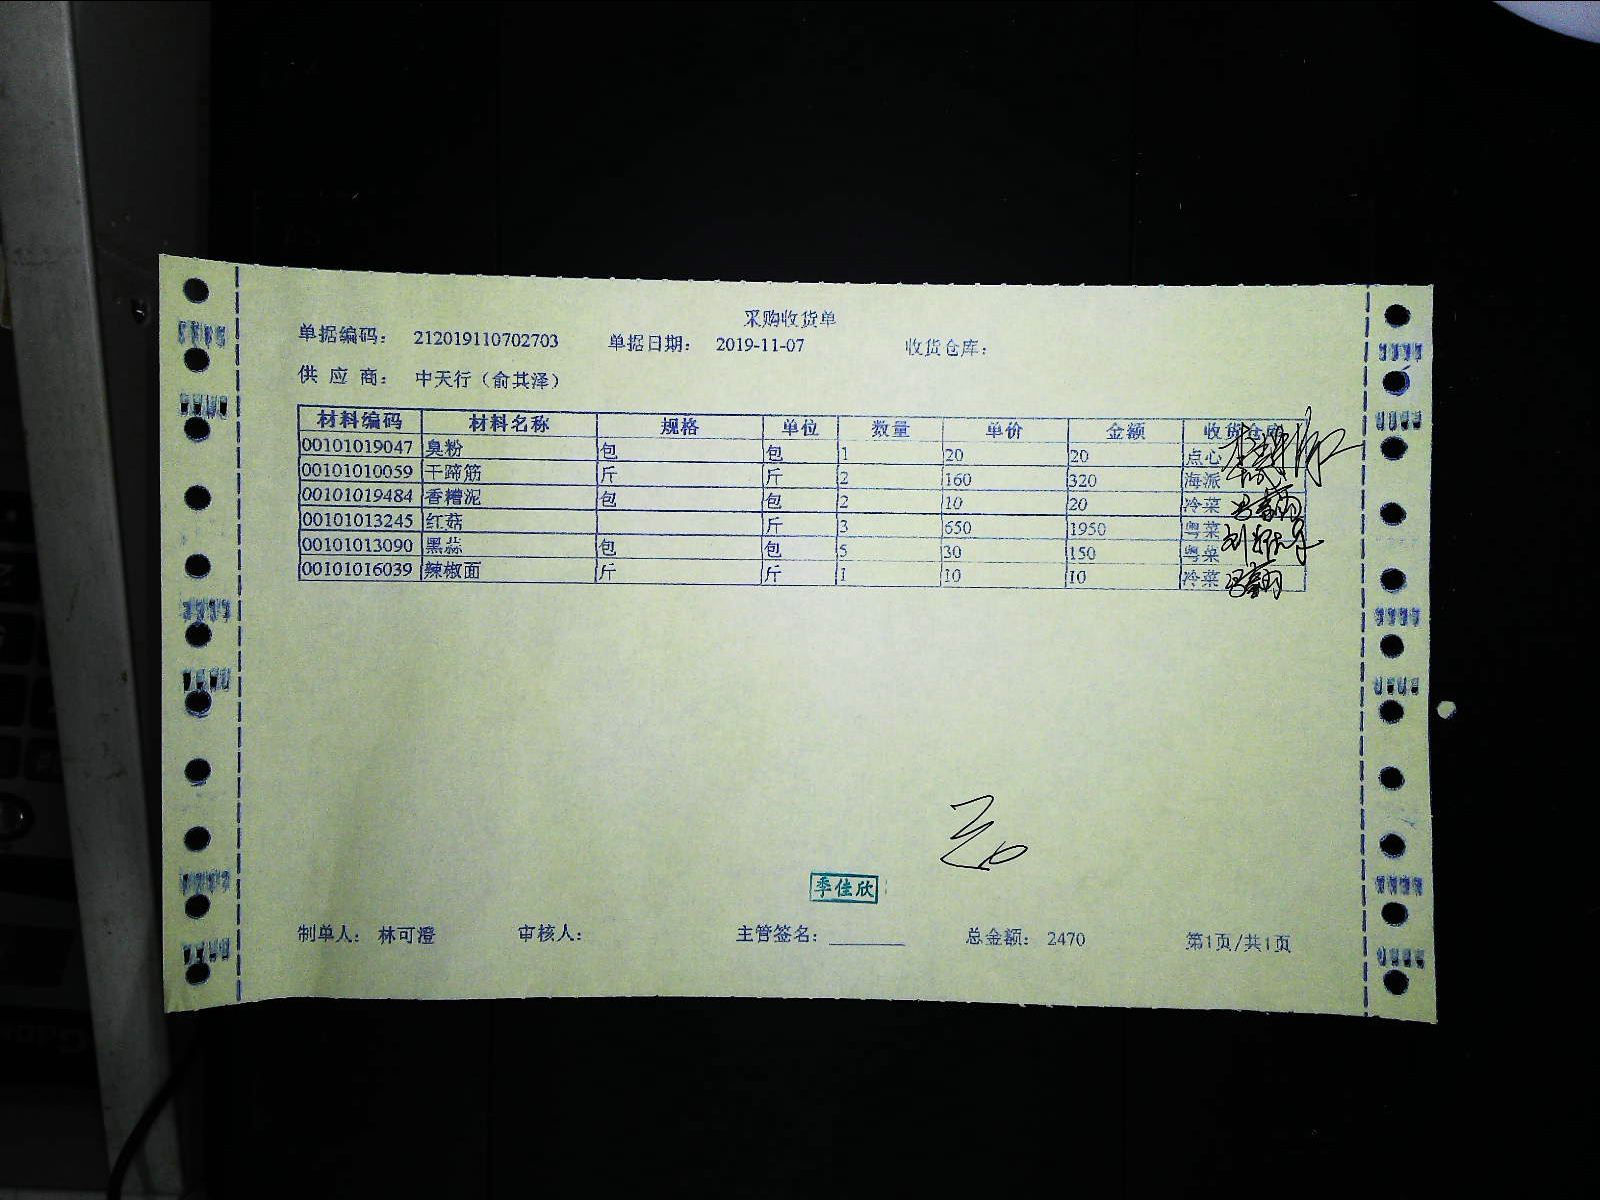 采购收货单
单据编码： 212019110702703 单据日期： 2019-11-07 收货仓库：
供 应 商： 中天行（俞其泽）
材料编码 材料名称 规格 单位 数量 单价 金额 收货仓库
00101019047 臭粉 包 包 1 20 20 点心
00101010059 干蹄筋 斤 斤 2 160 320 海派
00101019484 香糟泥 包 包 2 10 20 冷菜
00101013245 红菇 斤 3 650 1950 粤菜
00101013090 黑蒜 包 包 5 30 150 粤菜
00101016039 辣椒面 斤 斤 1 10 10 冷菜
季佳欣
制单人： 林可澄 审核人： 主管签名： 总金额： 2470 第1页/共1页